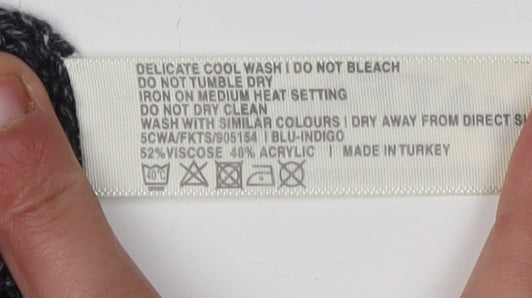 DELICATE COOL WASH | DO NOT BLEACH
DO NOT TUMBLE DRY
IRON ON MEDIUM HEAT SETTING
DO NOT DRY CLEAN
WASH WITH SIMILAR COLOURS | DRY AWAY FROM DIRECT
5CWA/FKTS/905154 | BLU-INDIGO
52% VISCOSE 48% ACRYLIC | MADE IN TURKEY
40°C